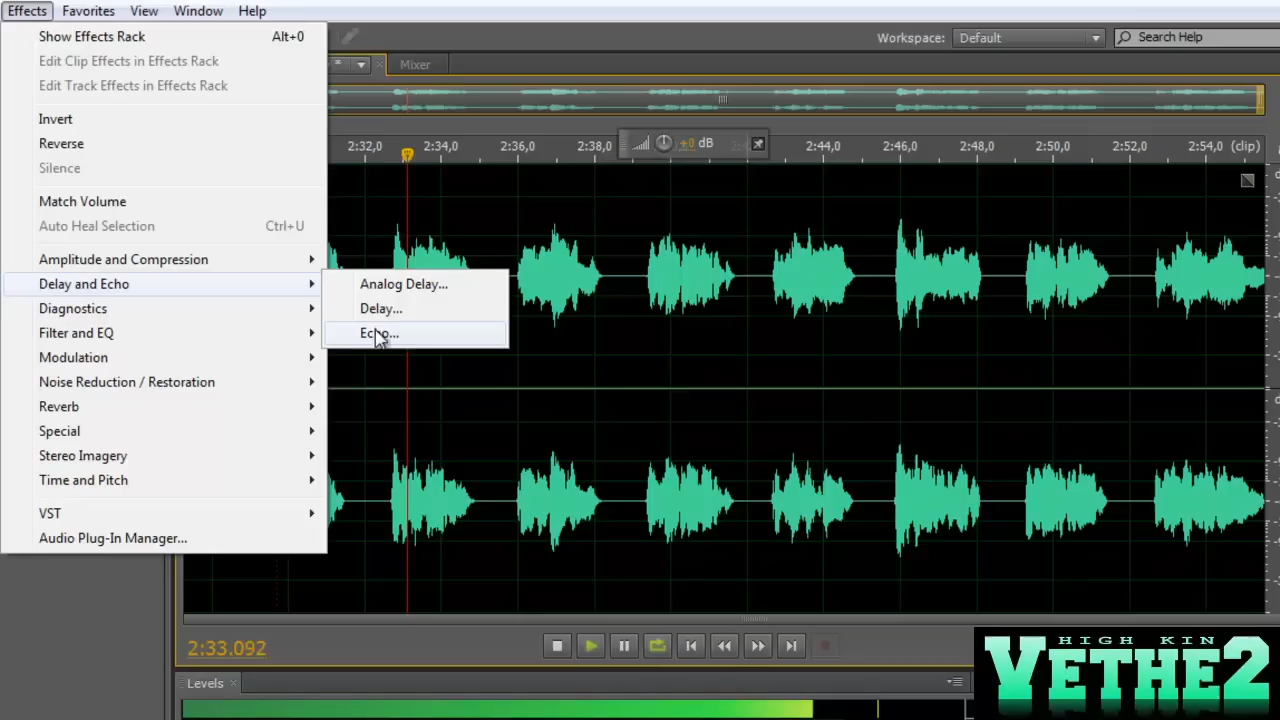 Effects Favorites View Window Help
Show Effects Rack Alt+0
Edit Clip Effects in Effects Rack
Edit Track Effects in Effects Rack
Invert
Reverse
Silence
Match Volume
Auto Heal Selection Ctrl+U
Amplitude and Compression
Delay and Echo
Diagnostics
Filter and EQ
Modulation
Noise Reduction / Restoration
Reverb
Special
Stereo Imagery
Time and Pitch
VST
Audio Plug-In Manager...
Analog Delay...
Delay...
Echo...
Workspace: Default Search Help
Mixer
2:32,0 2:34,0 2:36,0 2:38,0 +0 dB 2:44,0 2:46,0 2:48,0 2:50,0 2:52,0 2:54,0 (clip)
2:33.092
Levels
HIGH KIN
VETHE2